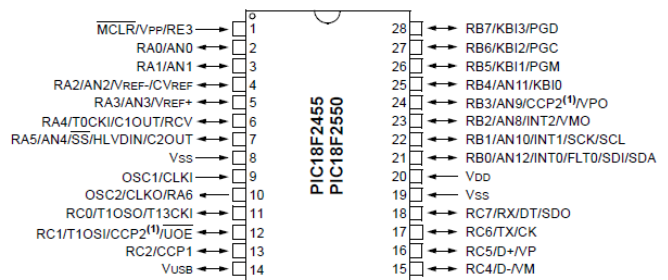 M̅C̅L̅R̅/VPP/RE3 1
RA0/AN0 2
RA1/AN1 3
RA2/AN2/VREF-/CVREF 4
RA3/AN3/VREF+ 5
RA4/T0CKI/C1OUT/RCV 6
RA5/AN4/S̅S̅/HLVDIN/C2OUT 7
VSS 8
OSC1/CLKI 9
OSC2/CLKO/RA6 10
RC0/T1OSO/T13CKI 11
RC1/T1OSI/CCP2(1)/U̅O̅E̅ 12
RC2/CCP1 13
VUSB 14
PIC18F2455
PIC18F2550
28 RB7/KBI3/PGD
27 RB6/KBI2/PGC
26 RB5/KBI1/PGM
25 RB4/AN11/KBI0
24 RB3/AN9/CCP2(1)/VPO
23 RB2/AN8/INT2/VMO
22 RB1/AN10/INT1/SCK/SCL
21 RB0/AN12/INT0/FLT0/SDI/SDA
20 VDD
19 VSS
18 RC7/RX/DT/SDO
17 RC6/TX/CK
16 RC5/D+/VP
15 RC4/D-/VM